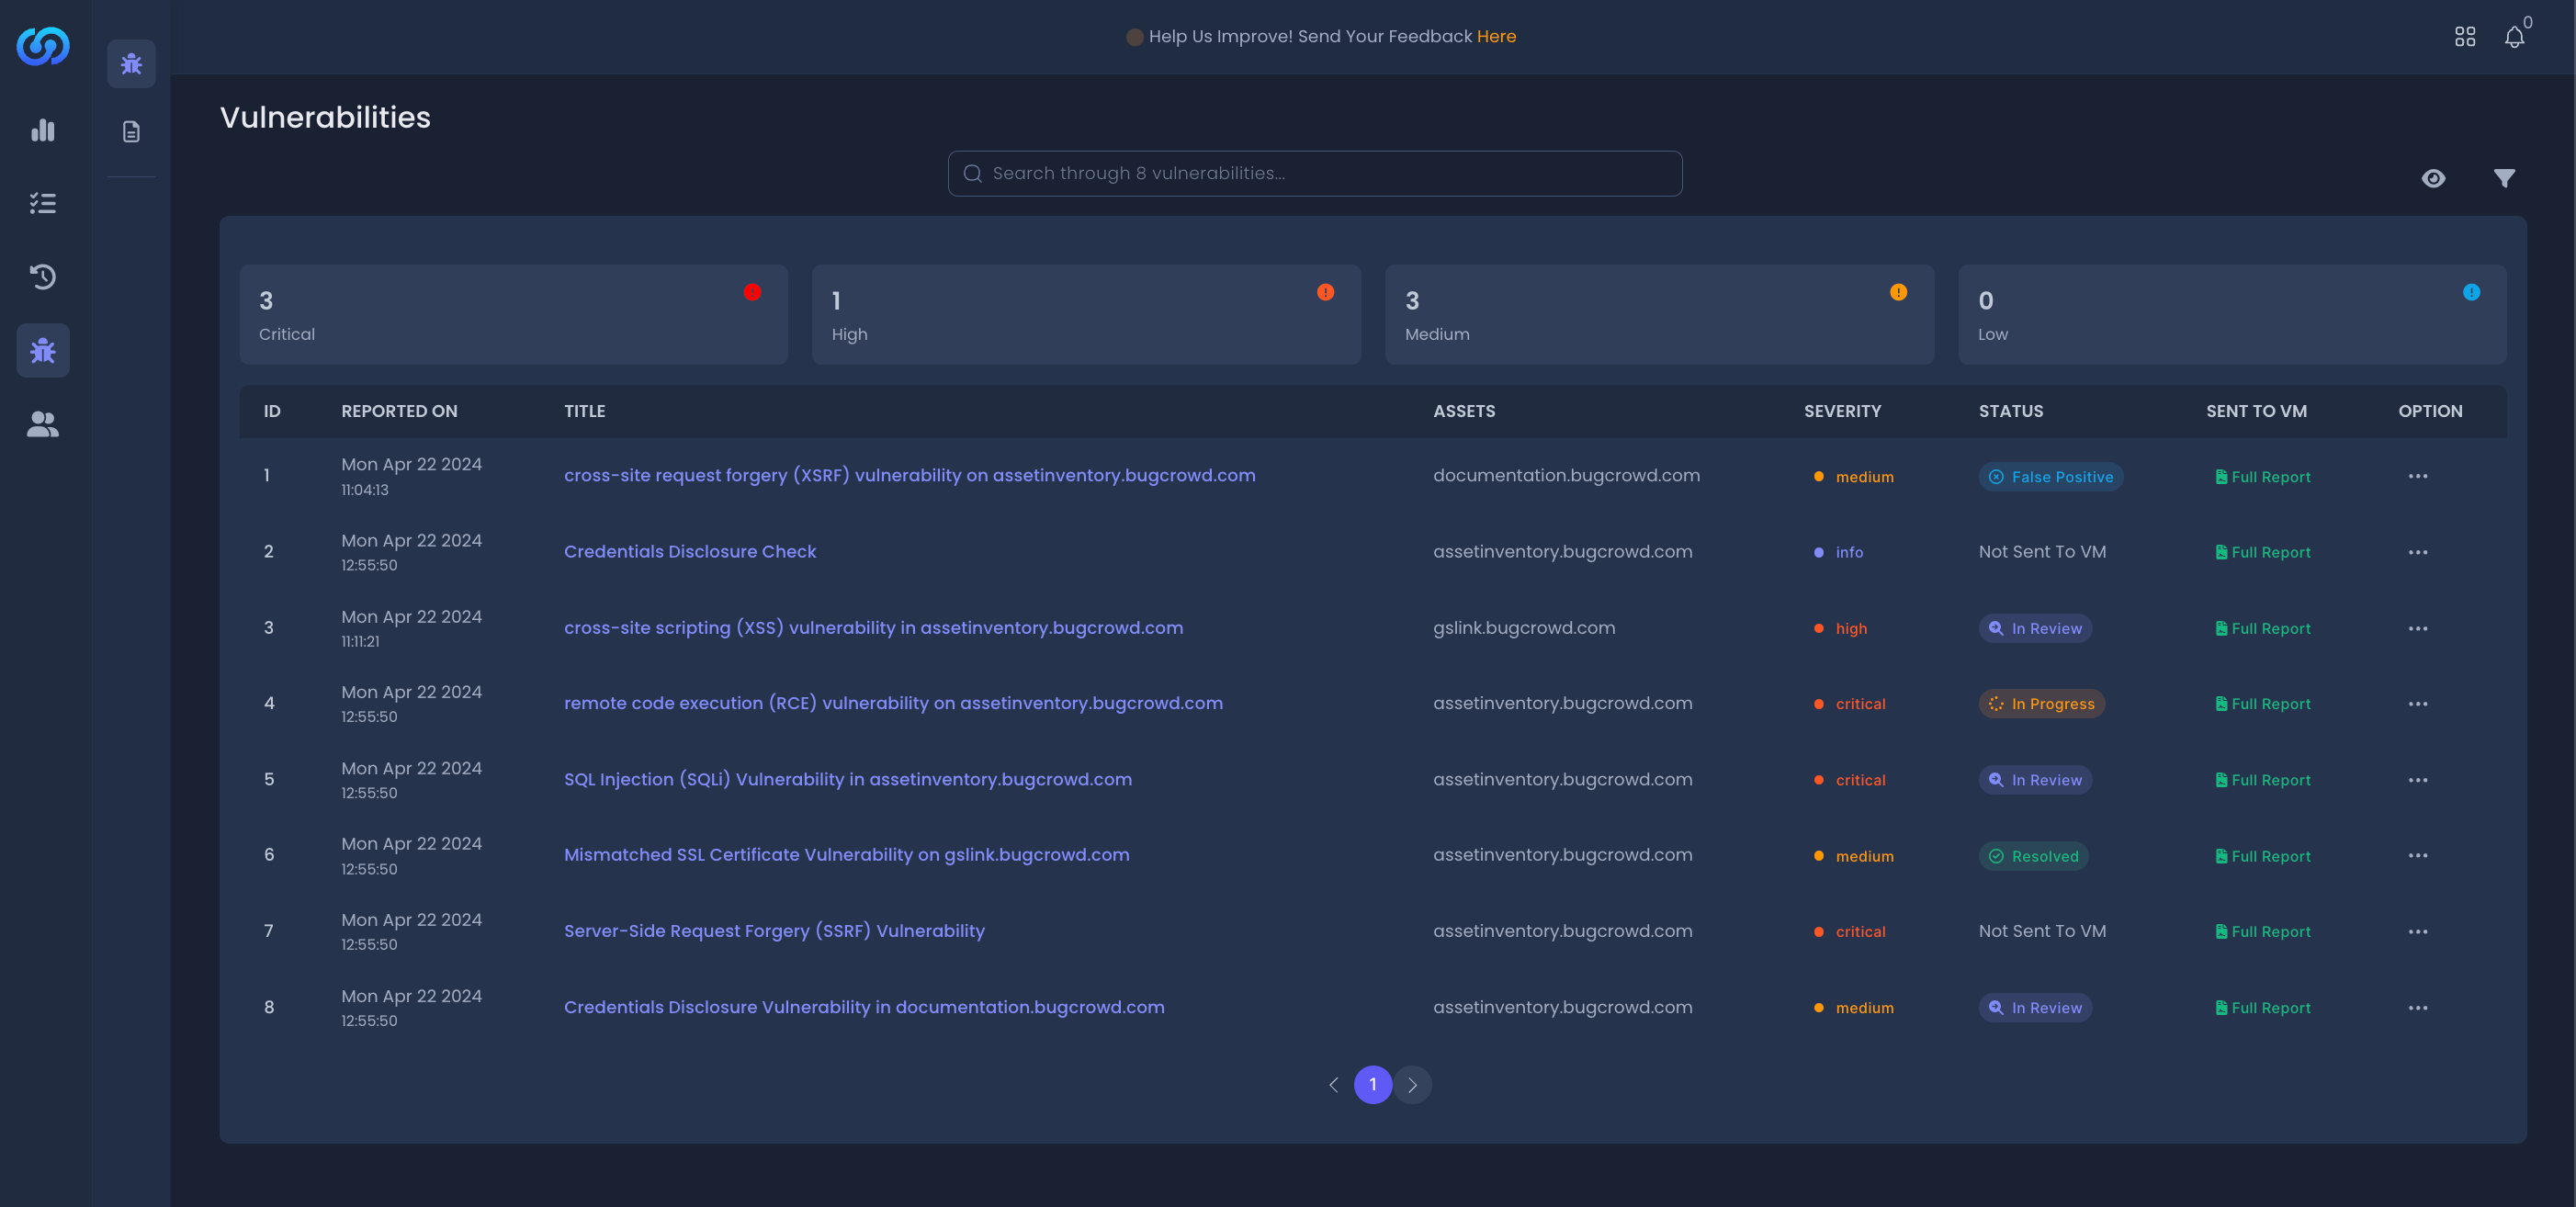 Help Us Improve! Send Your Feedback Here
0
Vulnerabilities
Search through 8 vulnerabilities...
3
Critical
1
High
3
Medium
0
Low
ID REPORTED ON TITLE ASSETS SEVERITY STATUS SENT TO VM OPTION
1 Mon Apr 22 2024 cross-site request forgery (XSRF) vulnerability on assetinventory.bugcrowd.com documentation.bugcrowd.com medium False Positive Full Report
11:04:13
2 Mon Apr 22 2024 Credentials Disclosure Check assetinventory.bugcrowd.com info Not Sent To VM Full Report
12:55:50
3 Mon Apr 22 2024 cross-site scripting (XSS) vulnerability in assetinventory.bugcrowd.com gslink.bugcrowd.com high In Review Full Report
11:11:21
4 Mon Apr 22 2024 remote code execution (RCE) vulnerability on assetinventory.bugcrowd.com assetinventory.bugcrowd.com critical In Progress Full Report
12:55:50
5 Mon Apr 22 2024 SQL Injection (SQLi) Vulnerability in assetinventory.bugcrowd.com assetinventory.bugcrowd.com critical In Review Full Report
12:55:50
6 Mon Apr 22 2024 Mismatched SSL Certificate Vulnerability on gslink.bugcrowd.com assetinventory.bugcrowd.com medium Resolved Full Report
12:55:50
7 Mon Apr 22 2024 Server-Side Request Forgery (SSRF) Vulnerability assetinventory.bugcrowd.com critical Not Sent To VM Full Report
12:55:50
8 Mon Apr 22 2024 Credentials Disclosure Vulnerability in documentation.bugcrowd.com assetinventory.bugcrowd.com medium In Review Full Report
12:55:50
1